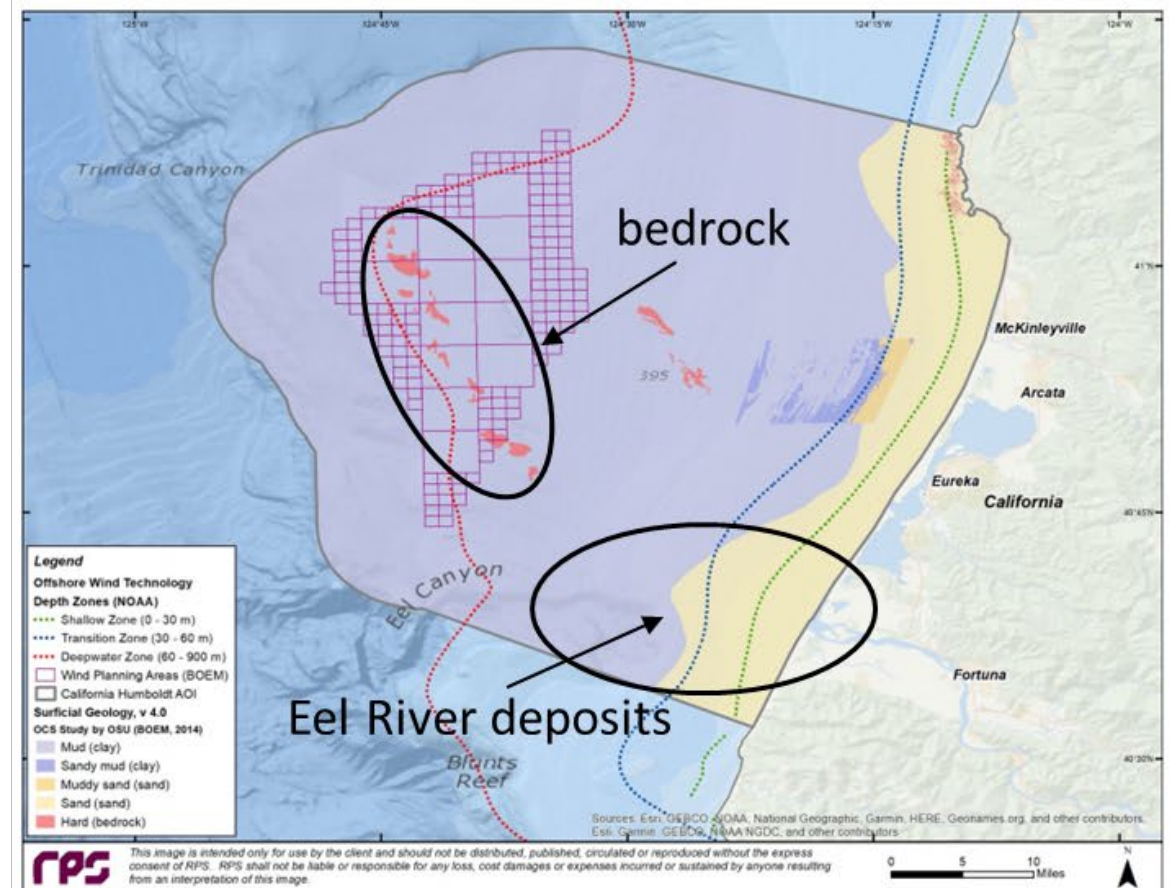 125°W
124°45'W
124°30'W
124°15'W
124°W
Trinidad Canyon
bedrock
41°N
McKinleyville
395
Arcata
Eureka
California
40°45'N
Eel Canyon
Fortuna
Eel River deposits
Blunts
Reef
40°30'N
Legend
Offshore Wind Technology
Depth Zones (NOAA)
Shallow Zone (0 - 30 m)
Transition Zone (30 - 60 m)
Deepwater Zone (60 - 900 m)
Wind Planning Areas (BOEM)
California Humboldt AOI
Surficial Geology, v 4.0
OCS Study by OSU (BOEM, 2014)
Mud (clay)
Sandy mud (clay)
Muddy sand (sand)
Sand (sand)
Hard (bedrock)
Sources: Esri, GEBCO, NOAA, National Geographic, Garmin, HERE, Geonames.org, and other contributors
Esri, Garmin, GEBCO, NOAA NGDC, and other contributors
rps
This image is intended only for use by the client and should not be distributed, published, circulated or reproduced without the express
consent of RPS. RPS shall not be liable or responsible for any loss, cost damages or expenses incurred or sustained by anyone resulting
from an interpretation of this image.
0 5 10
Miles
N